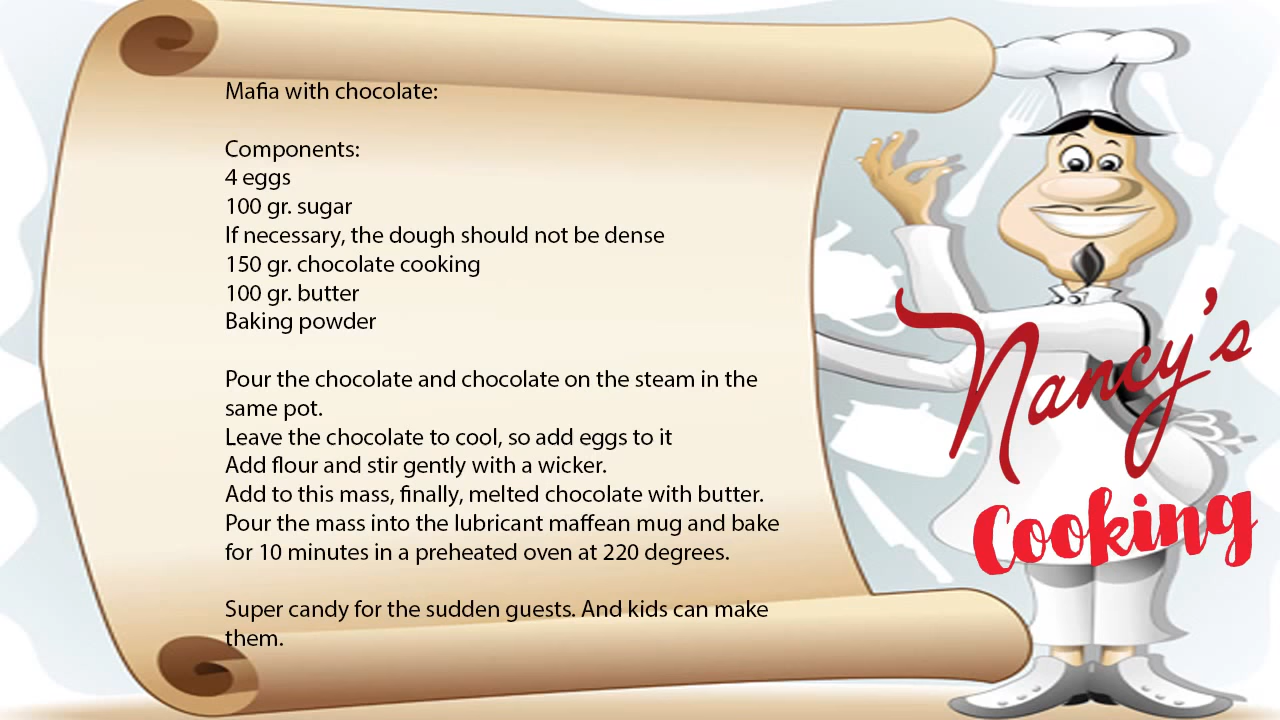 Mafia with chocolate:
Components:
4 eggs
100 gr. sugar
If necessary, the dough should not be dense
150 gr. chocolate cooking
100 gr. butter
Baking powder
Pour the chocolate and chocolate on the steam in the
same pot.
Leave the chocolate to cool, so add eggs to it
Add flour and stir gently with a wicker.
Add to this mass, finally, melted chocolate with butter.
Pour the mass into the lubricant maffean mug and bake
for 10 minutes in a preheated oven at 220 degrees.
Super candy for the sudden guests. And kids can make
them.
Nancy's
Cooking